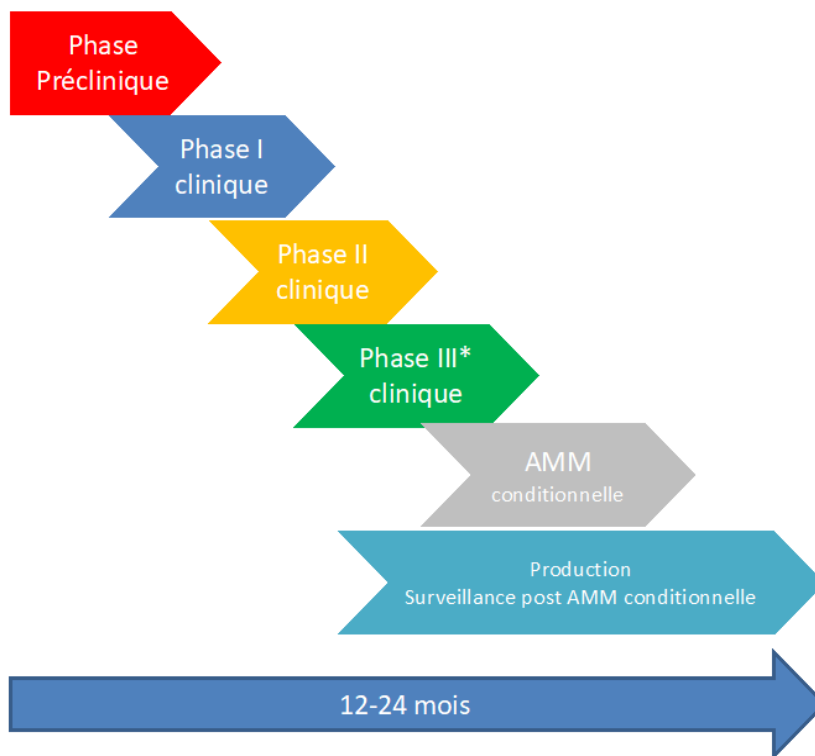 Phase
Préclinique
Phase I
clinique
Phase II
clinique
Phase III*
clinique
AMM
conditionnelle
Production
Surveillance post AMM conditionnelle
12-24 mois